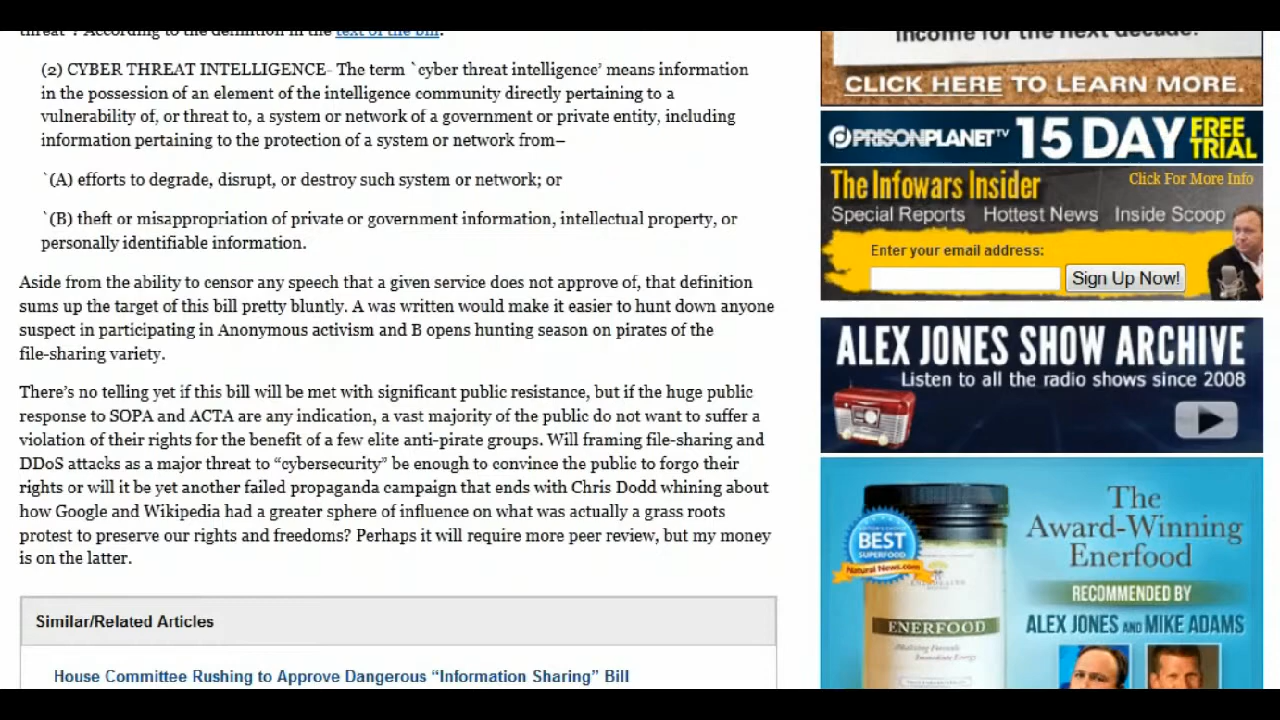 threat"? According to the definition in the text of the bill:
(2) CYBER THREAT INTELLIGENCE- The term `cyber threat intelligence' means information
in the possession of an element of the intelligence community directly pertaining to a
vulnerability of, or threat to, a system or network of a government or private entity, including
information pertaining to the protection of a system or network from–
`(A) efforts to degrade, disrupt, or destroy such system or network; or
`(B) theft or misappropriation of private or government information, intellectual property, or
personally identifiable information.
Aside from the ability to censor any speech that a given service does not approve of, that definition
sums up the target of this bill pretty bluntly. A was written would make it easier to hunt down anyone
suspect in participating in Anonymous activism and B opens hunting season on pirates of the
file-sharing variety.
There's no telling yet if this bill will be met with significant public resistance, but if the huge public
response to SOPA and ACTA are any indication, a vast majority of the public do not want to suffer a
violation of their rights for the benefit of a few elite anti-pirate groups. Will framing file-sharing and
DDoS attacks as a major threat to "cybersecurity" be enough to convince the public to forgo their
rights or will it be yet another failed propaganda campaign that ends with Chris Dodd whining about
how Google and Wikipedia had a greater sphere of influence on what was actually a grass roots
protest to preserve our rights and freedoms? Perhaps it will require more peer review, but my money
is on the latter.
Similar/Related Articles
House Committee Rushing to Approve Dangerous "Information Sharing" Bill
income for the next decade!
CLICK HERE TO LEARN MORE.
PRISONPLANET TV 15 DAY FREE TRIAL
The Infowars Insider
Click For More Info
Special Reports Hottest News Inside Scoop
Enter your email address:
Sign Up Now!
ALEX JONES SHOW ARCHIVE
Listen to all the radio shows since 2008
The
Award-Winning
Enerfood
RECOMMENDED BY
ALEX JONES AND MIKE ADAMS
BEST
SUPERFOOD
NaturalNews.com
ENERFOOD